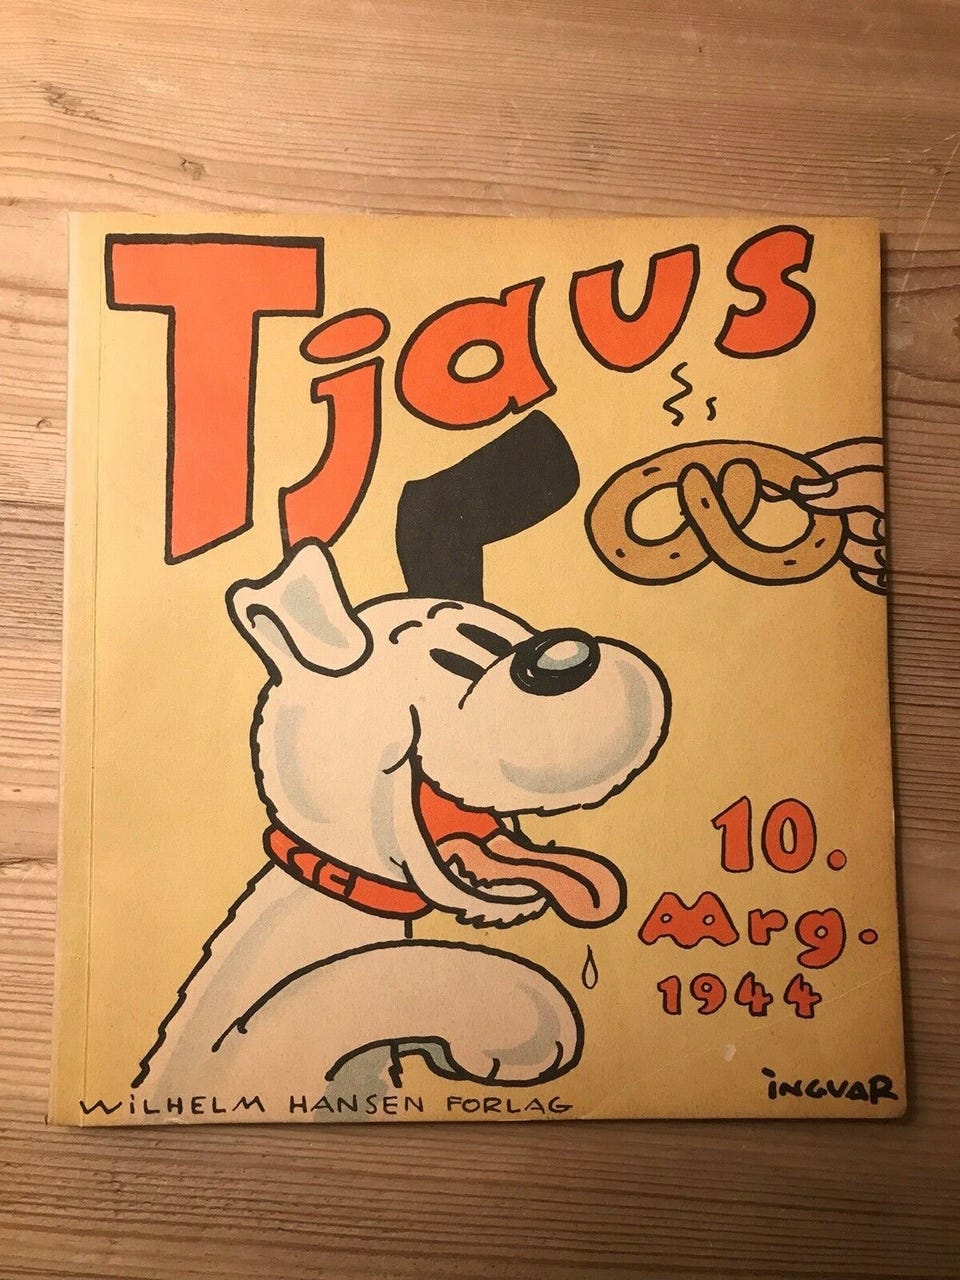 Tjaus
10.
AArg.
1944
iNGVAR
WiLHELM HANSEN FORLAG